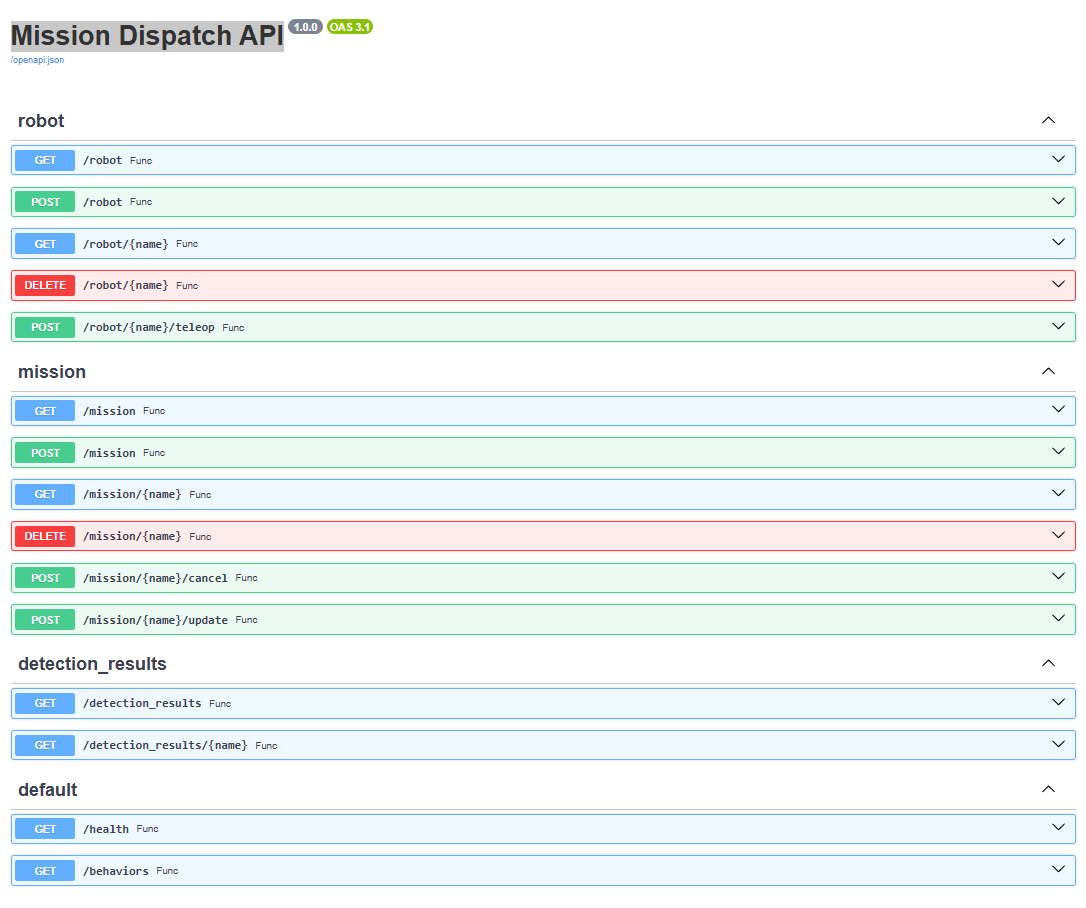 Mission Dispatch API 1.0.0 OAS 3.1
/openapi.json
robot
GET /robot Func
POST /robot Func
GET /robot/{name} Func
DELETE /robot/{name} Func
POST /robot/{name}/teleop Func
mission
GET /mission Func
POST /mission Func
GET /mission/{name} Func
DELETE /mission/{name} Func
POST /mission/{name}/cancel Func
POST /mission/{name}/update Func
detection_results
GET /detection_results Func
GET /detection_results/{name} Func
default
GET /health Func
GET /behaviors Func